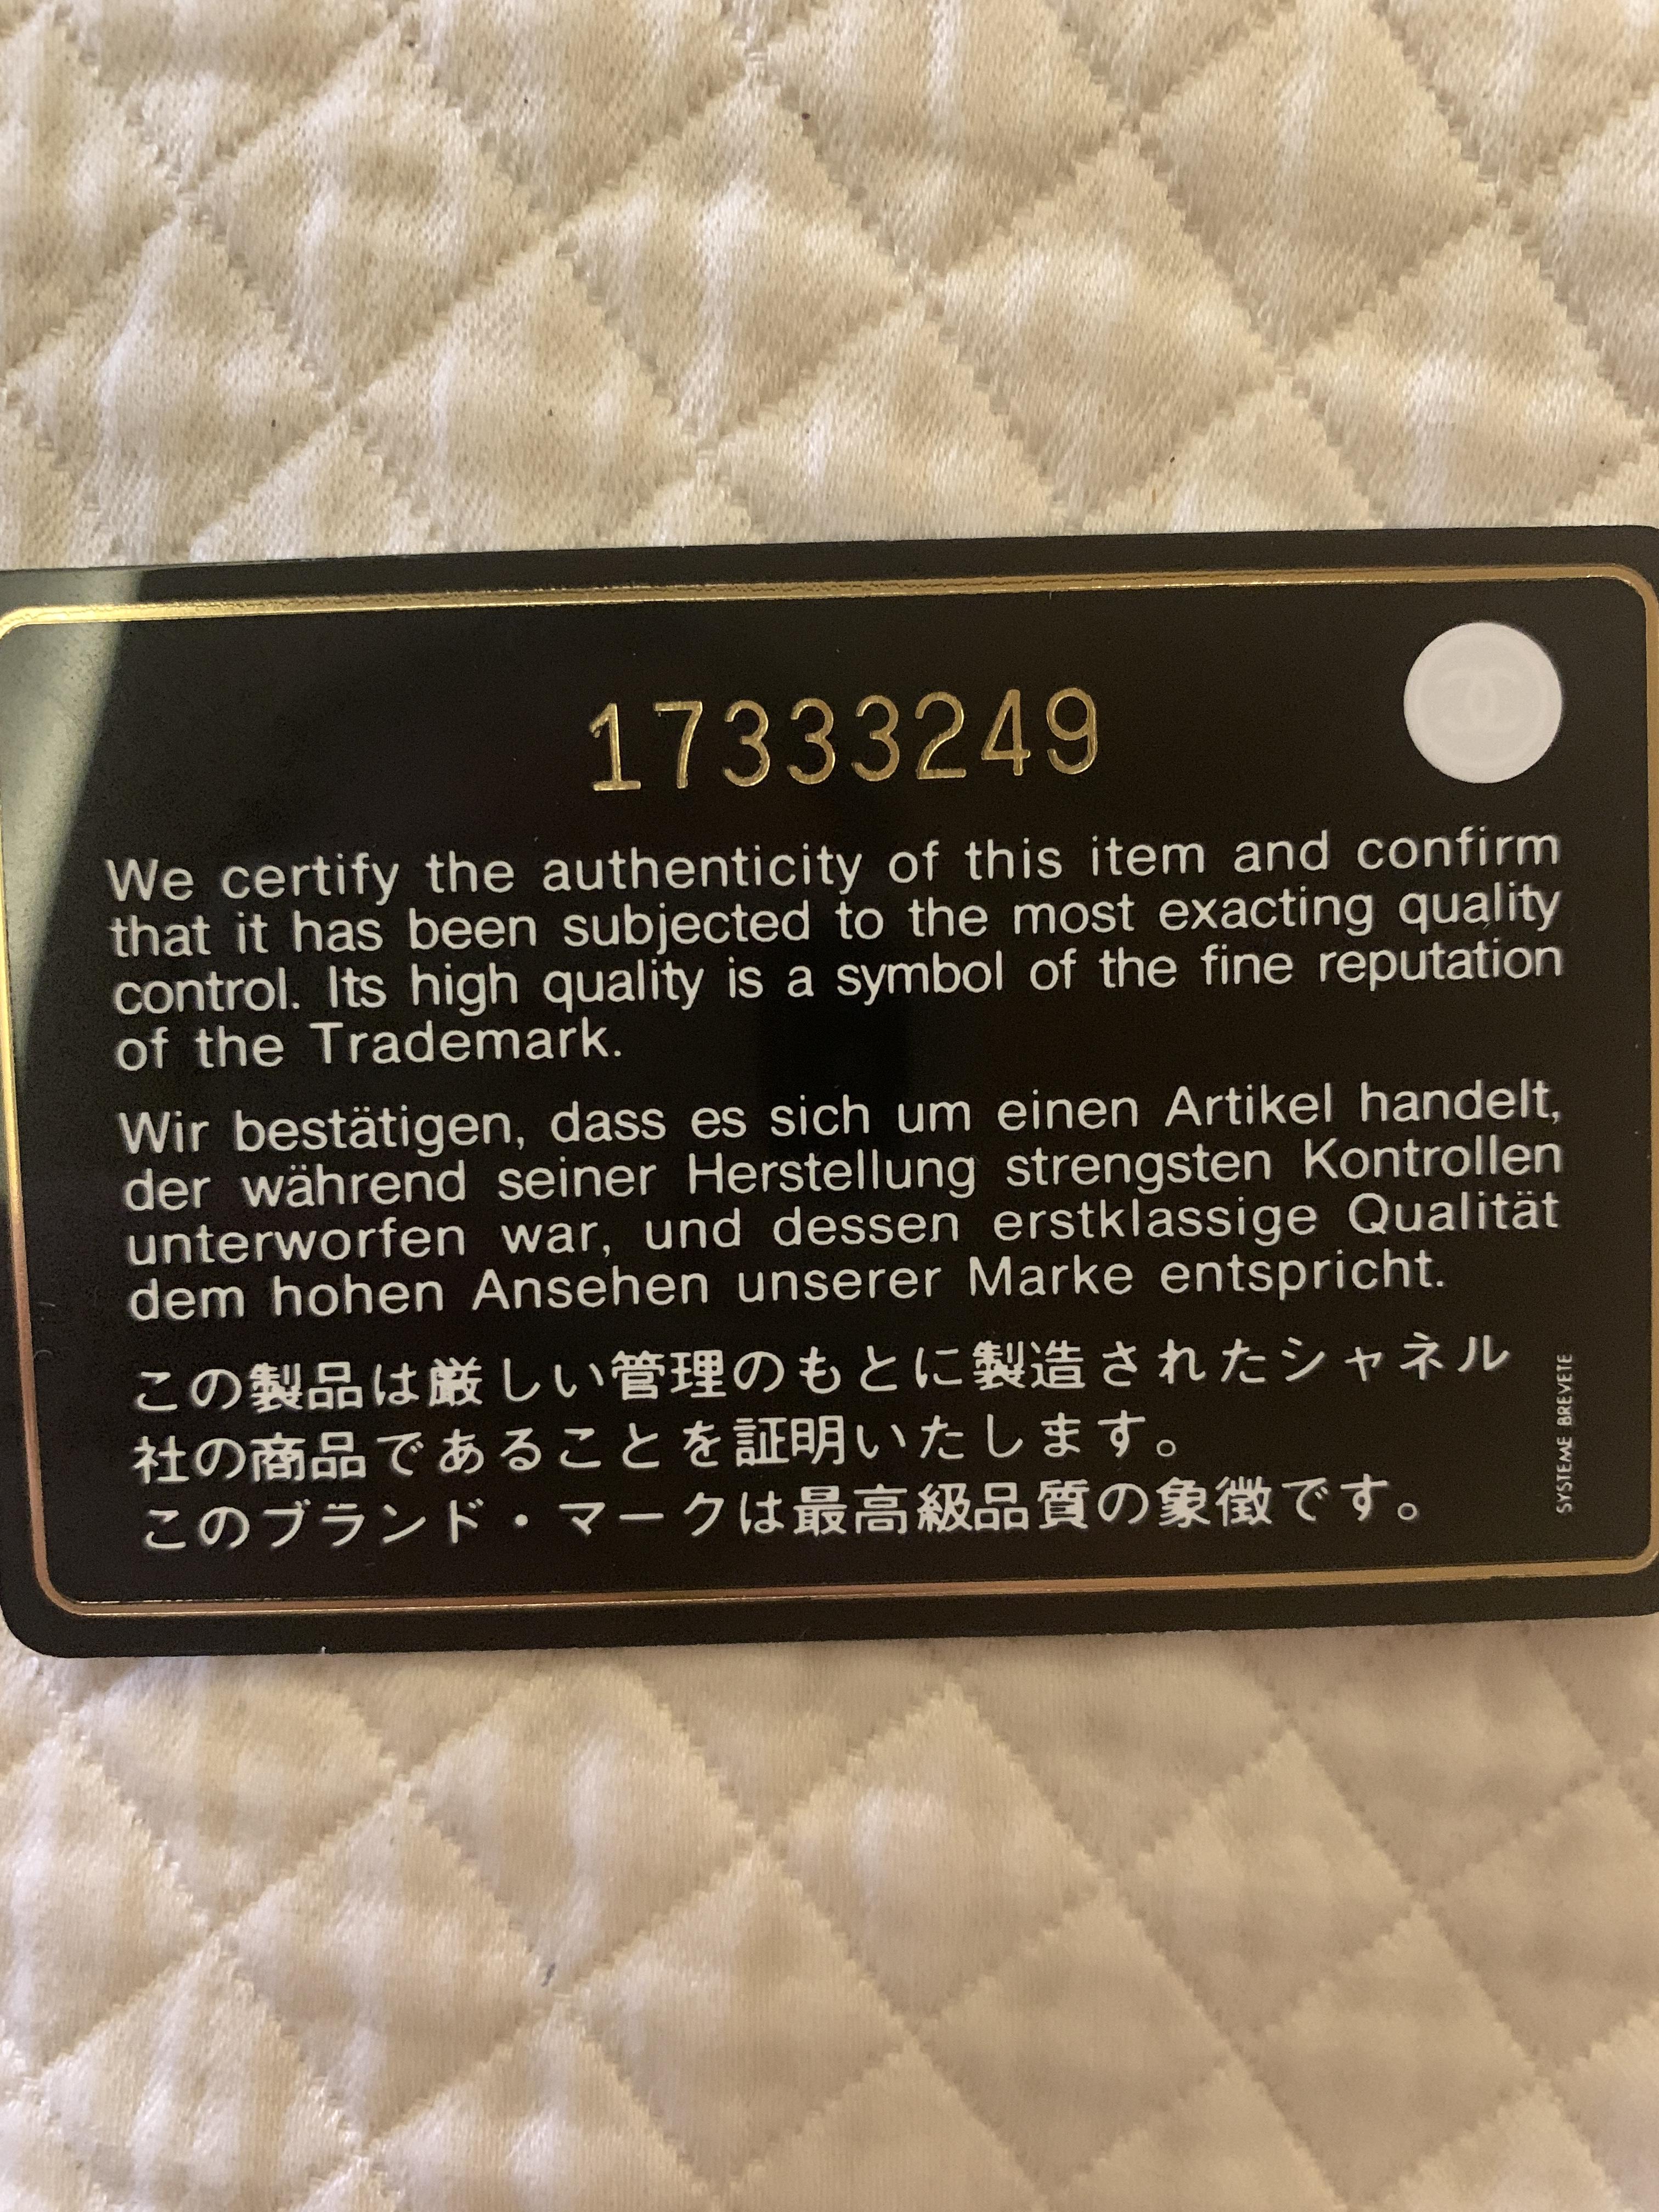 17333249
We certify the authenticity of this item and confirm
that it has been subjected to the most exacting quality
control. Its high quality is a symbol of the fine reputation
of the Trademark.
Wir bestätigen, dass es sich um einen Artikel handelt,
der während seiner Herstellung strengsten Kontrollen
unterworfen war, und dessen erstklassige Qualität
dem hohen Ansehen unserer Marke entspricht.
この製品は厳しい管理のもとに製造されたシャネル
社の商品であることを証明いたします。
このブランド・マークは最高級品質の象徴です。
SYSTEME BREVETE